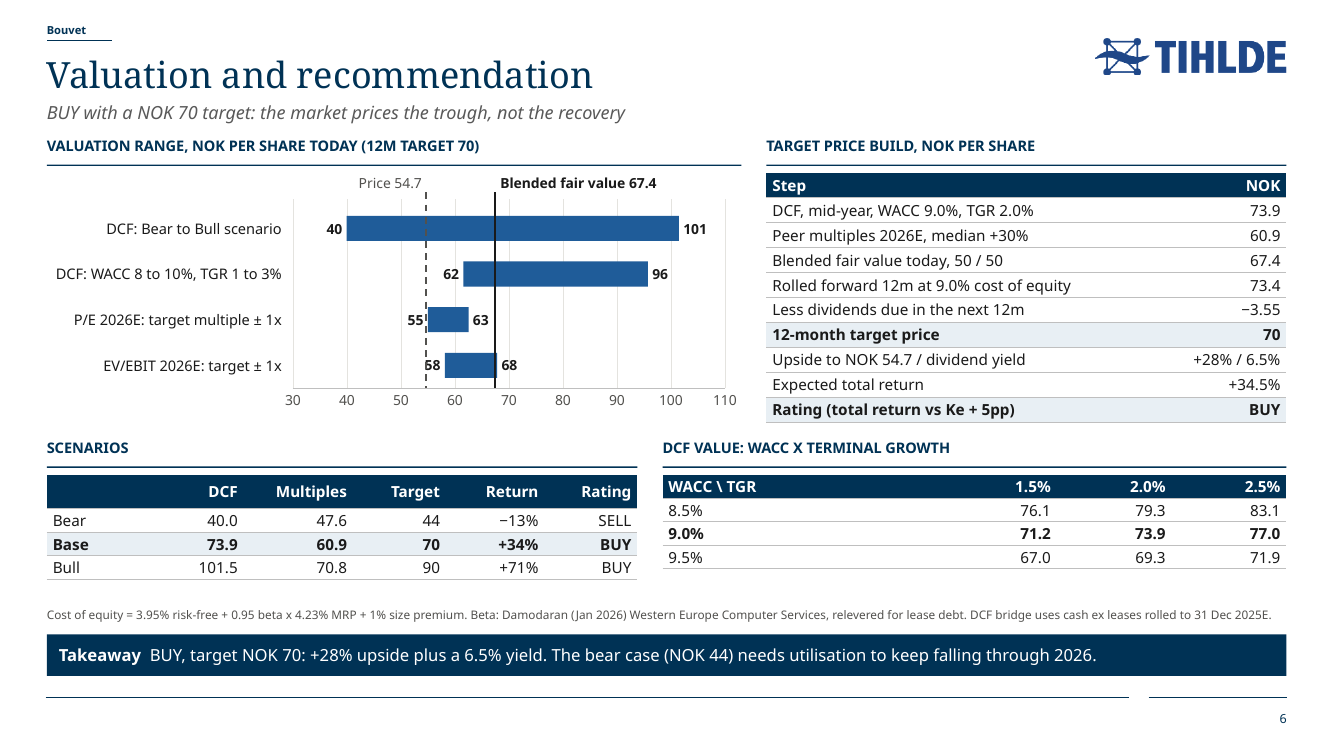 Bouvet
TIHLDE
Valuation and recommendation
BUY with a NOK 70 target: the market prices the trough, not the recovery
VALUATION RANGE, NOK PER SHARE TODAY (12M TARGET 70)
Price 54.7
Blended fair value 67.4
DCF: Bear to Bull scenario 40 101
DCF: WACC 8 to 10%, TGR 1 to 3% 62 96
P/E 2026E: target multiple ± 1x 55 63
EV/EBIT 2026E: target ± 1x 58 68
30 40 50 60 70 80 90 100 110
TARGET PRICE BUILD, NOK PER SHARE
Step NOK
DCF, mid-year, WACC 9.0%, TGR 2.0% 73.9
Peer multiples 2026E, median +30% 60.9
Blended fair value today, 50 / 50 67.4
Rolled forward 12m at 9.0% cost of equity 73.4
Less dividends due in the next 12m −3.55
12-month target price 70
Upside to NOK 54.7 / dividend yield +28% / 6.5%
Expected total return +34.5%
Rating (total return vs Ke + 5pp) BUY
SCENARIOS
DCF Multiples Target Return Rating
Bear 40.0 47.6 44 −13% SELL
Base 73.9 60.9 70 +34% BUY
Bull 101.5 70.8 90 +71% BUY
DCF VALUE: WACC X TERMINAL GROWTH
WACC \ TGR 1.5% 2.0% 2.5%
8.5% 76.1 79.3 83.1
9.0% 71.2 73.9 77.0
9.5% 67.0 69.3 71.9
Cost of equity = 3.95% risk-free + 0.95 beta x 4.23% MRP + 1% size premium. Beta: Damodaran (Jan 2026) Western Europe Computer Services, relevered for lease debt. DCF bridge uses cash ex leases rolled to 31 Dec 2025E.
Takeaway BUY, target NOK 70: +28% upside plus a 6.5% yield. The bear case (NOK 44) needs utilisation to keep falling through 2026.
6